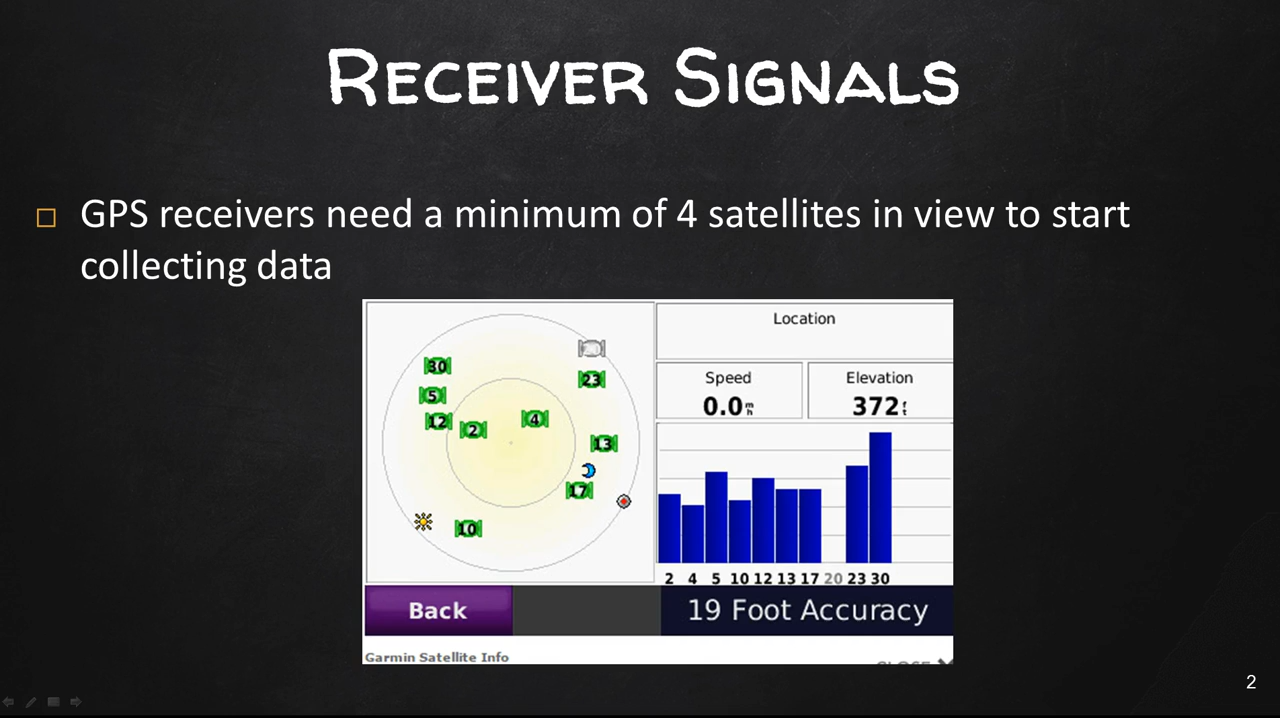 RECEIVER SIGNALS
GPS receivers need a minimum of 4 satellites in view to start
collecting data
30
5
12
2
4
23
13
17
10
Location
Speed
0.0 m/h
Elevation
372 ft
2 4 5 10 12 13 17 20 23 30
Back
19 Foot Accuracy
Garmin Satellite Info
CLOSE X
2